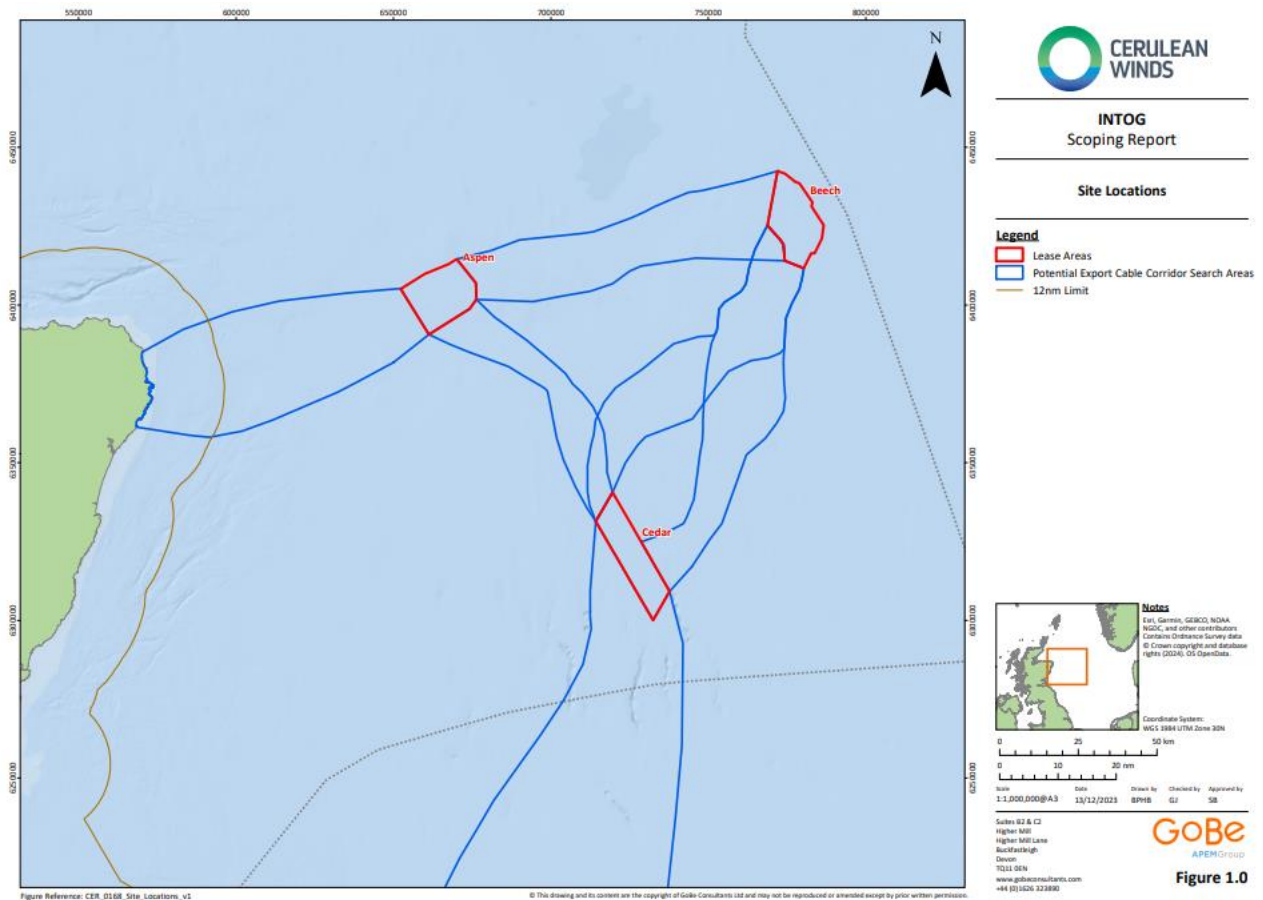 550000 600000 650000 700000 750000 800000
N
CERULEAN
WINDS
INTOG
Scoping Report
Site Locations
Legend
Lease Areas
Potential Export Cable Corridor Search Areas
12nm Limit
6450000 6450000
Beech
Aspen
6400000 6400000
6350000 6350000
Cedar
6300000 6300000
6250000 6250000
Notes
Esri, Garmin, GEBCO, NOAA
NGDC, and other contributors
Contains Ordnance Survey data
© Crown copyright and database
rights (2024). OS OpenData.
Coordinate System:
WGS 1984 UTM Zone 30N
0 25 50 km
0 10 20 nm
Scale Date Drawn by Checked by Approved by
1:1,000,000@A3 13/12/2023 BPHB GJ SB
Suites B2 & C2
Higher Mill
Higher Mill Lane
Buckfastleigh
Devon
TQ11 0EN
www.gobeconsultants.com
+44 (0)1626 323890
GoBe
APEMGroup
Figure 1.0
Figure Reference: CER_0168_Site_Locations_v1
© This drawing and its content are the copyright of GoBe Consultants Ltd and may not be reproduced or amended except by prior written permission.